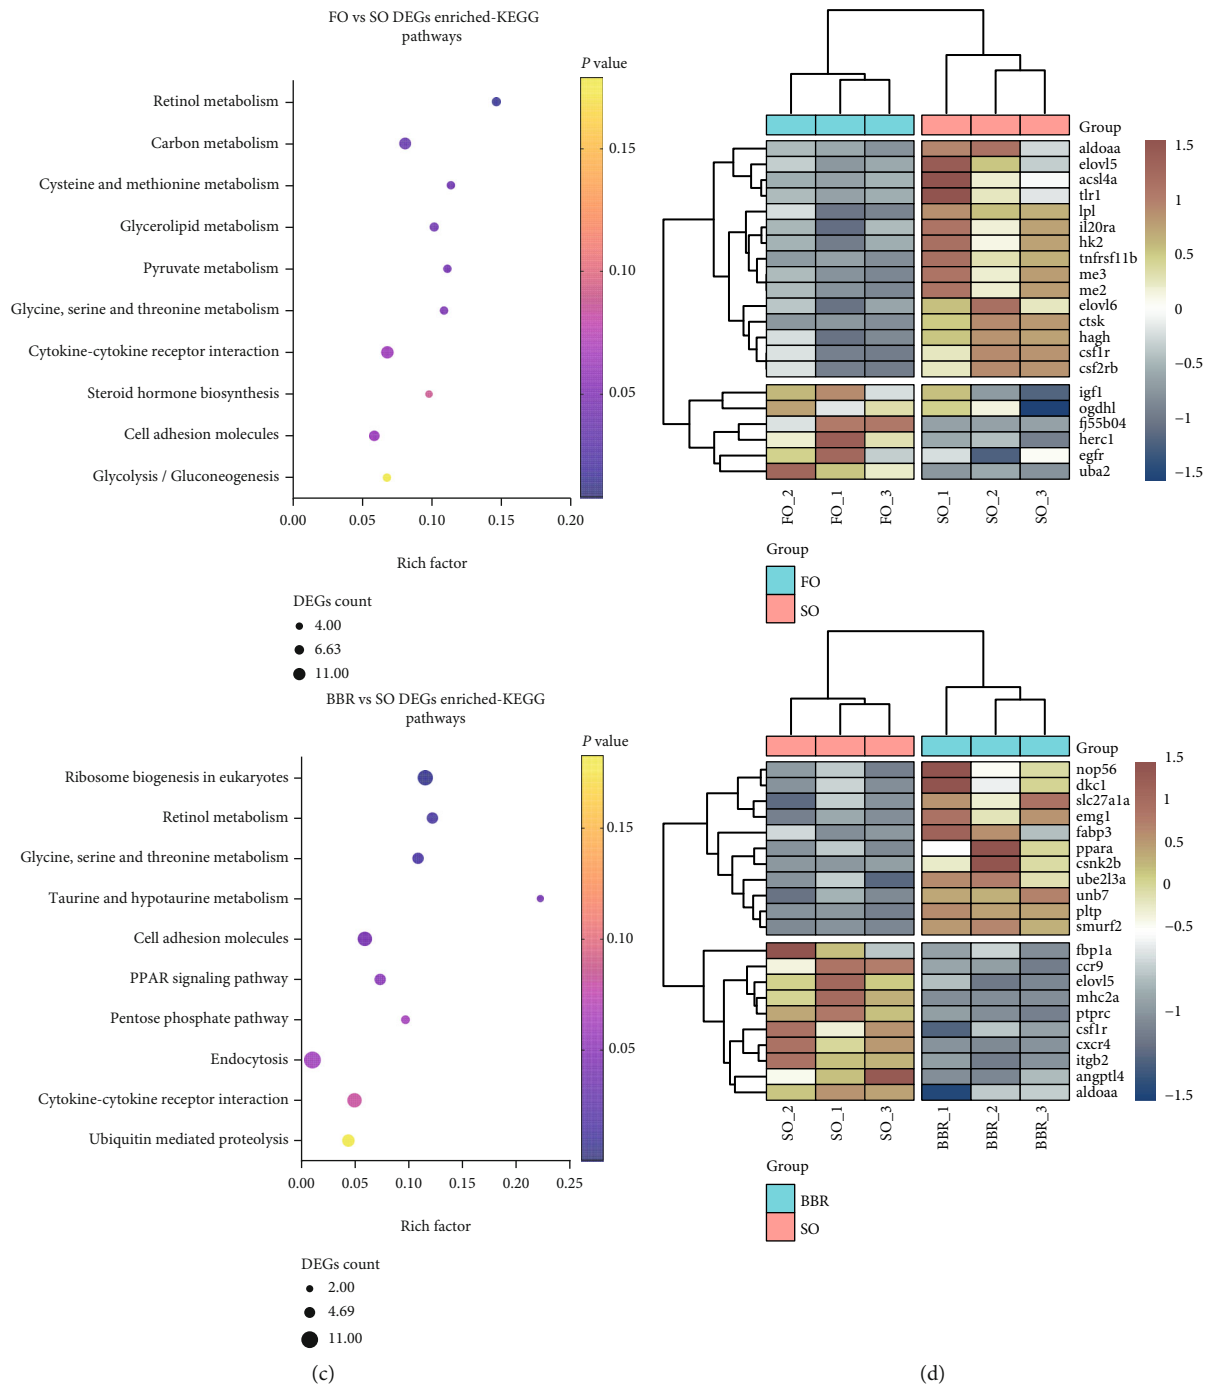 FO vs SO DEGs enriched-KEGG
pathways
P value
Retinol metabolism
Carbon metabolism
Cysteine and methionine metabolism
Glycerolipid metabolism
Pyruvate metabolism
Glycine, serine and threonine metabolism
Cytokine-cytokine receptor interaction
Steroid hormone biosynthesis
Cell adhesion molecules
Glycolysis / Gluconeogenesis
0.15
0.10
0.05
0.00 0.05 0.10 0.15 0.20
Rich factor
DEGs count
4.00
6.63
11.00
Group
aldoaa
elovl5
acsl4a
tlr1
lpl
il20ra
hk2
tnfrsf11b
me3
me2
elovl6
ctsk
hagh
csf1r
csf2rb
igf1
ogdhl
fj55b04
herc1
egfr
uba2
1.5
1
0.5
0
−0.5
−1
−1.5
FO_2 FO_1 FO_3 SO_1 SO_2 SO_3
Group
FO
SO
BBR vs SO DEGs enriched-KEGG
pathways
P value
Ribosome biogenesis in eukaryotes
Retinol metabolism
Glycine, serine and threonine metabolism
Taurine and hypotaurine metabolism
Cell adhesion molecules
PPAR signaling pathway
Pentose phosphate pathway
Endocytosis
Cytokine-cytokine receptor interaction
Ubiquitin mediated proteolysis
0.15
0.10
0.05
0.00 0.05 0.10 0.15 0.20 0.25
Rich factor
DEGs count
2.00
4.69
11.00
(c)
Group
nop56
dkc1
slc27a1a
emg1
fabp3
ppara
csnk2b
ube2l3a
unb7
pltp
smurf2
fbp1a
ccr9
elovl5
mhc2a
ptprc
csf1r
cxcr4
itgb2
angptl4
aldoaa
1.5
1
0.5
0
−0.5
−1
−1.5
SO_2 SO_1 SO_3 BBR_1 BBR_2 BBR_3
Group
BBR
SO
(d)